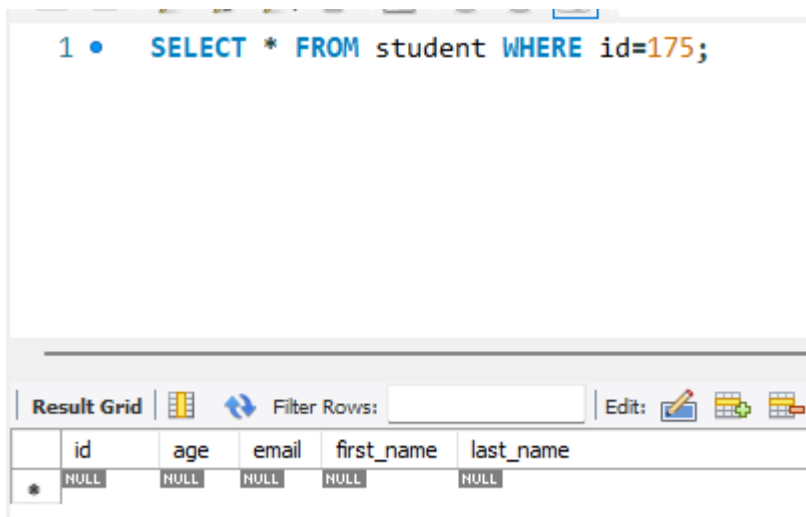 1 SELECT * FROM student WHERE id=175;
Result Grid Filter Rows: Edit:
id age email first_name last_name
NULL NULL NULL NULL NULL